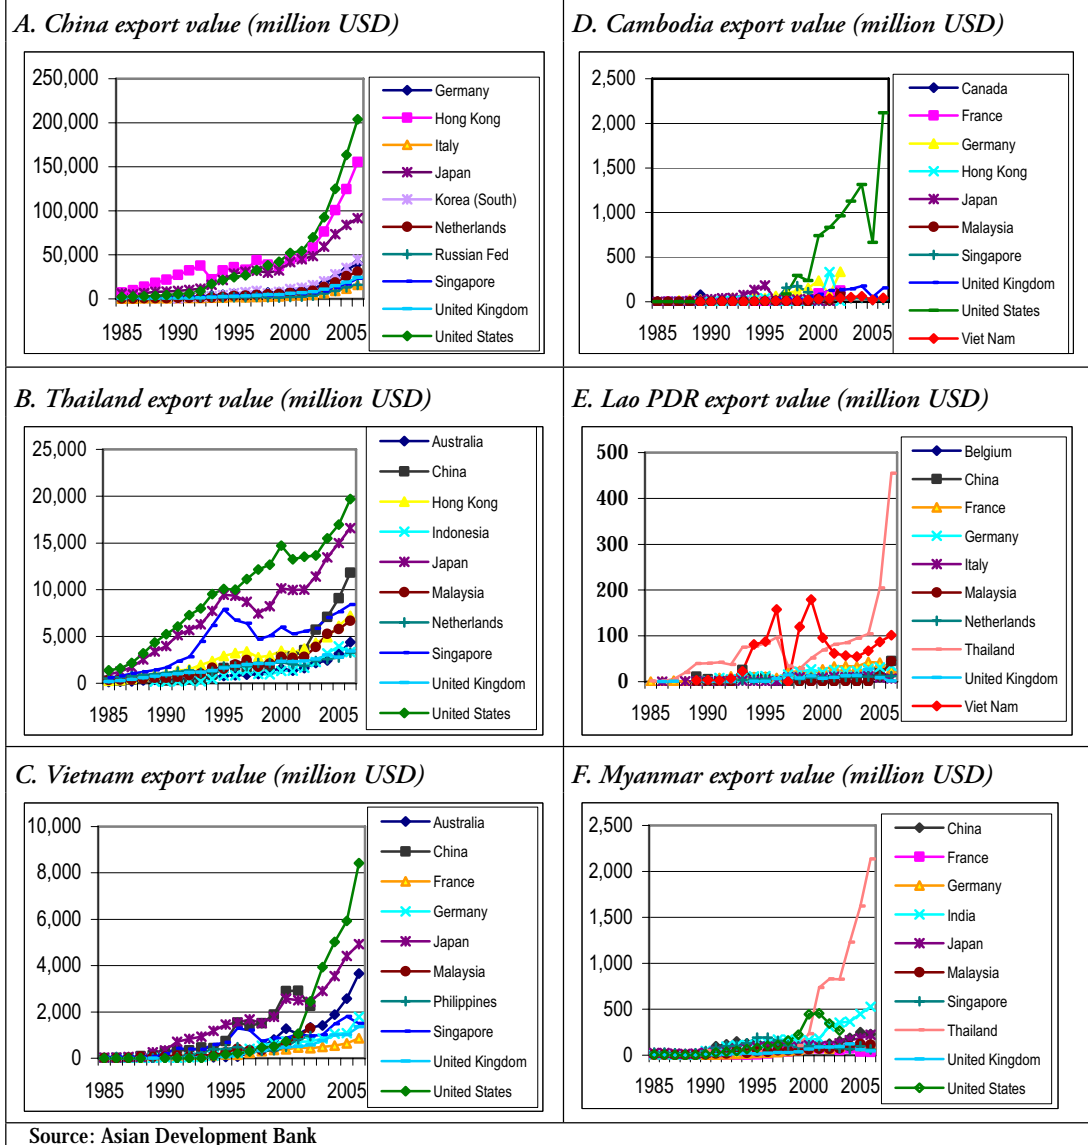 A. China export value (million USD)
250,000
200,000
150,000
100,000
50,000
0
1985 1990 1995 2000 2005
Germany
Hong Kong
Italy
Japan
Korea (South)
Netherlands
Russian Fed
Singapore
United Kingdom
United States
D. Cambodia export value (million USD)
2,500
2,000
1,500
1,000
500
0
1985 1990 1995 2000 2005
Canada
France
Germany
Hong Kong
Japan
Malaysia
Singapore
United Kingdom
United States
Viet Nam
B. Thailand export value (million USD)
25,000
20,000
15,000
10,000
5,000
0
1985 1990 1995 2000 2005
Australia
China
Hong Kong
Indonesia
Japan
Malaysia
Netherlands
Singapore
United Kingdom
United States
E. Lao PDR export value (million USD)
500
400
300
200
100
0
1985 1990 1995 2000 2005
Belgium
China
France
Germany
Italy
Malaysia
Netherlands
Thailand
United Kingdom
Viet Nam
C. Vietnam export value (million USD)
10,000
8,000
6,000
4,000
2,000
0
1985 1990 1995 2000 2005
Australia
China
France
Germany
Japan
Malaysia
Philippines
Singapore
United Kingdom
United States
F. Myanmar export value (million USD)
2,500
2,000
1,500
1,000
500
0
1985 1990 1995 2000 2005
China
France
Germany
India
Japan
Malaysia
Singapore
Thailand
United Kingdom
United States
Source: Asian Development Bank